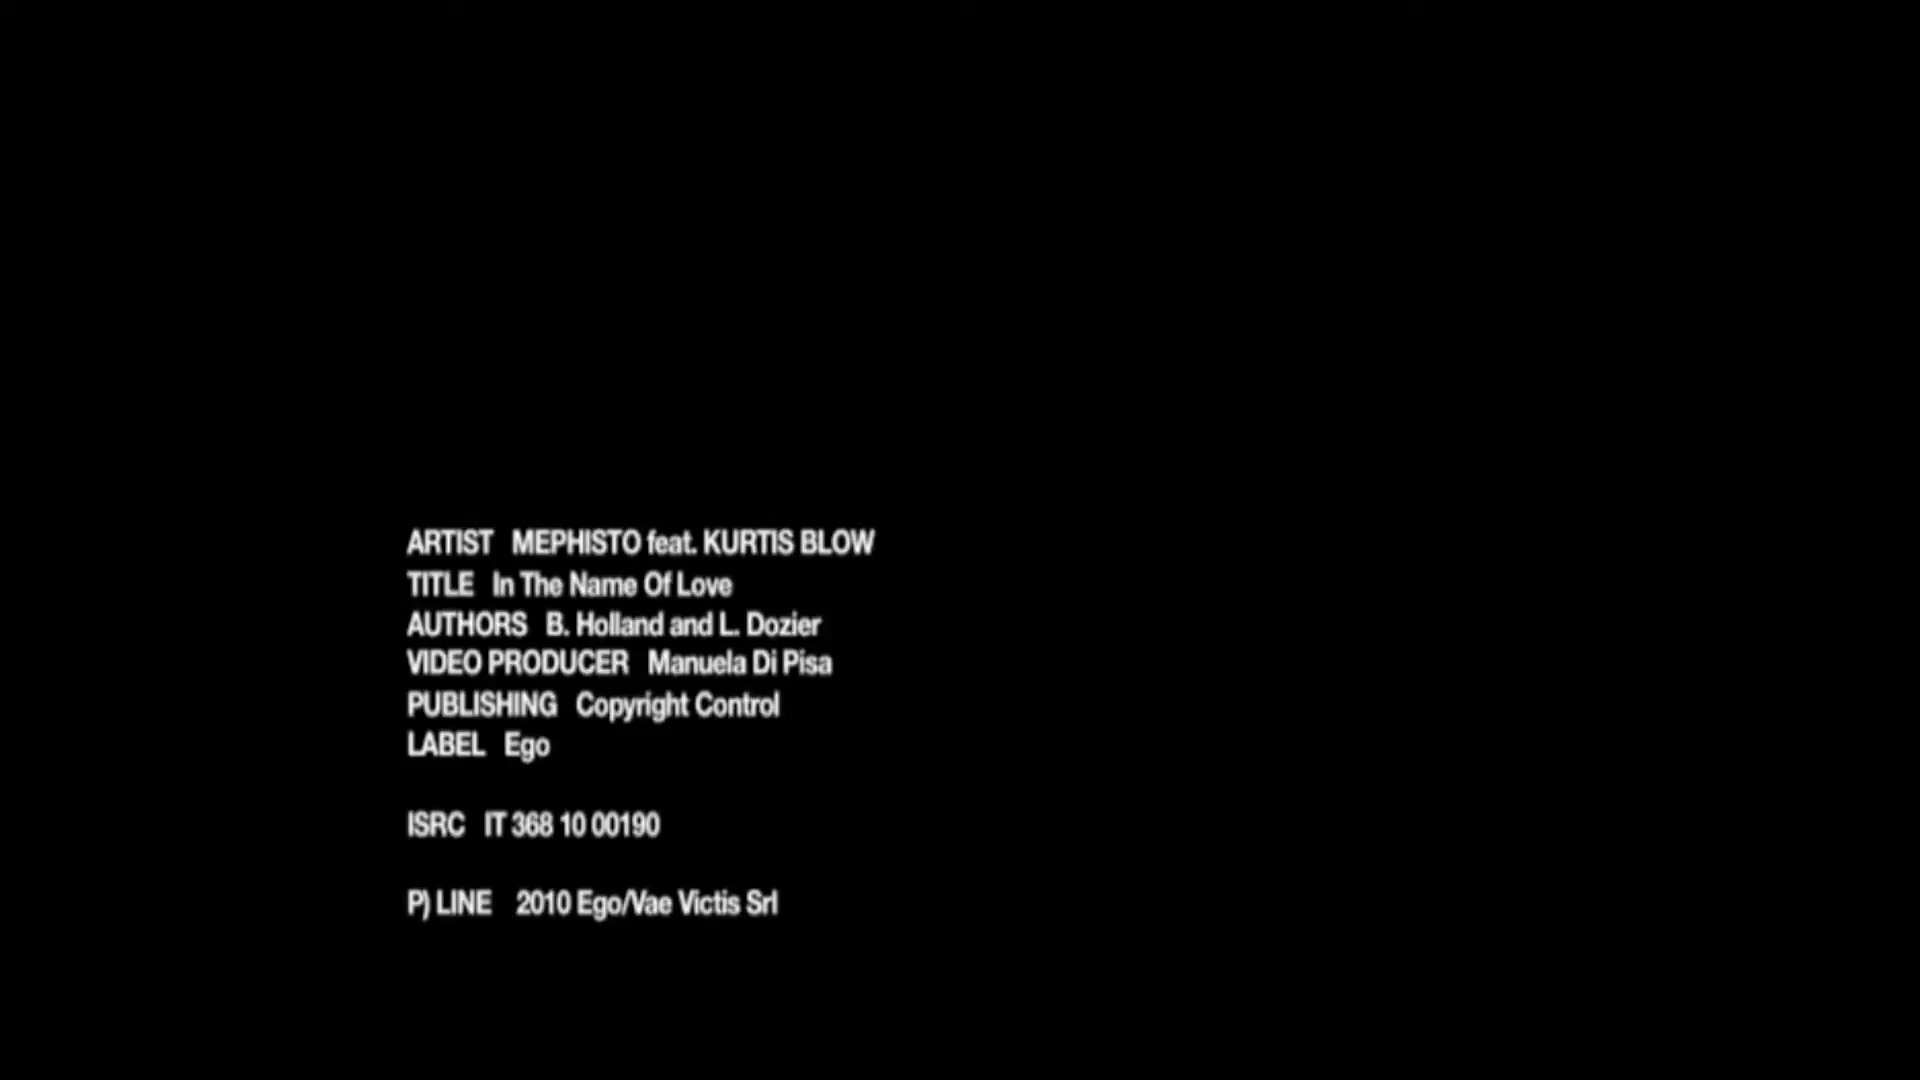 ARTIST MEPHISTO feat. KURTIS BLOW
TITLE In The Name Of Love
AUTHORS B. Holland and L. Dozier
VIDEO PRODUCER Manuela Di Pisa
PUBLISHING Copyright Control
LABEL Ego
ISRC IT 368 10 00190
P) LINE 2010 Ego/Vae Victis Srl